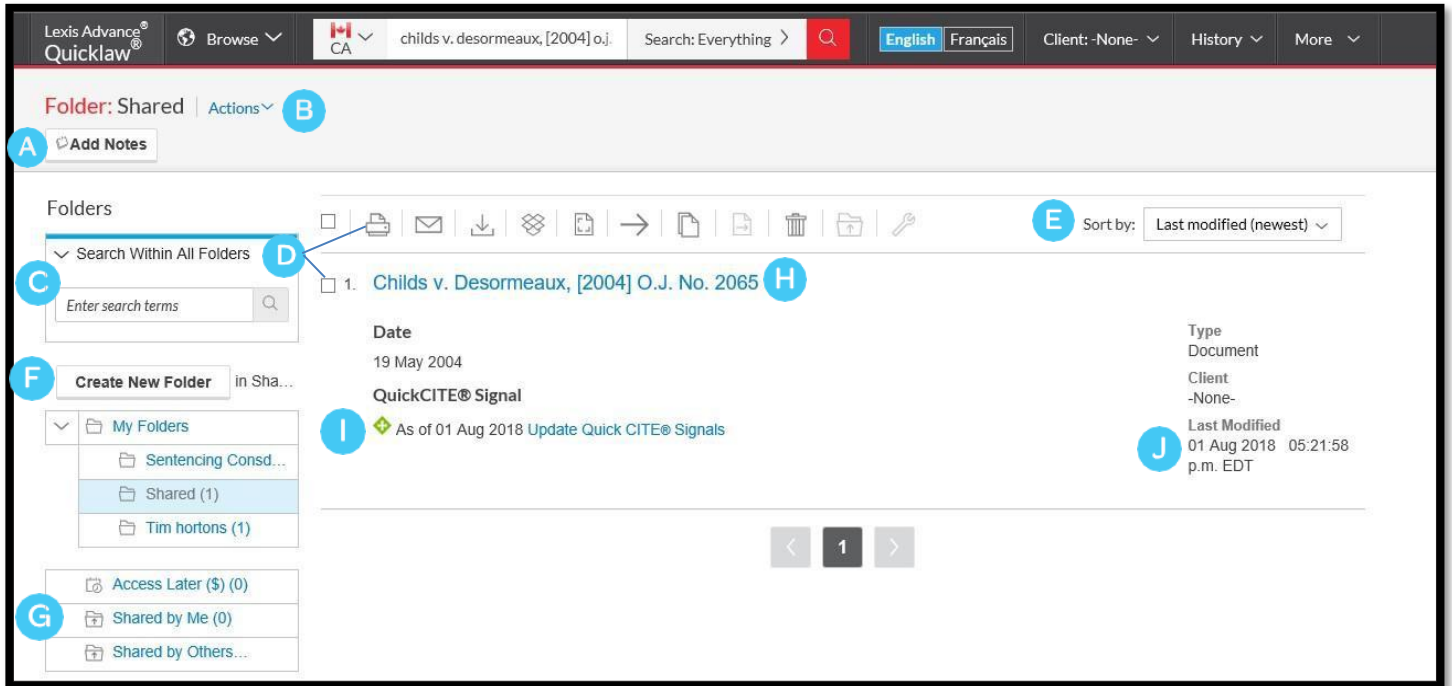 Lexis Advance®
Quicklaw®
Browse
CA
childs v. desormeaux, [2004] o.j.
Search: Everything
English
Français
Client: -None-
History
More
Folder: Shared
Actions
B
A
Add Notes
Folders
Search Within All Folders
D
C
Enter search terms
E
Sort by:
Last modified (newest)
1. Childs v. Desormeaux, [2004] O.J. No. 2065
H
Date
19 May 2004
QuickCITE® Signal
I
As of 01 Aug 2018 Update Quick CITE® Signals
Type
Document
Client
-None-
Last Modified
J
01 Aug 2018 05:21:58
p.m. EDT
F
Create New Folder in Sha...
My Folders
Sentencing Consd...
Shared (1)
Tim hortons (1)
1
Access Later ($) (0)
G
Shared by Me (0)
Shared by Others...